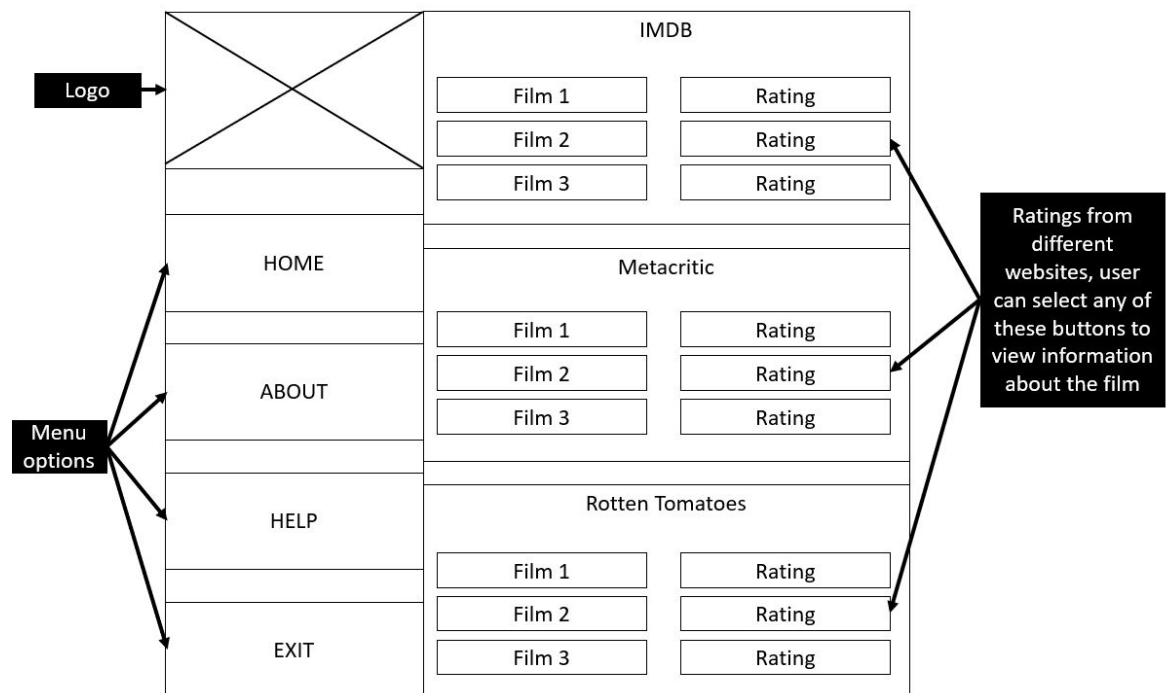 Logo
HOME
ABOUT
HELP
EXIT
Menu
options
IMDB
Film 1 Rating
Film 2 Rating
Film 3 Rating
Metacritic
Film 1 Rating
Film 2 Rating
Film 3 Rating
Rotten Tomatoes
Film 1 Rating
Film 2 Rating
Film 3 Rating
Ratings from
different
websites, user
can select any of
these buttons to
view information
about the film